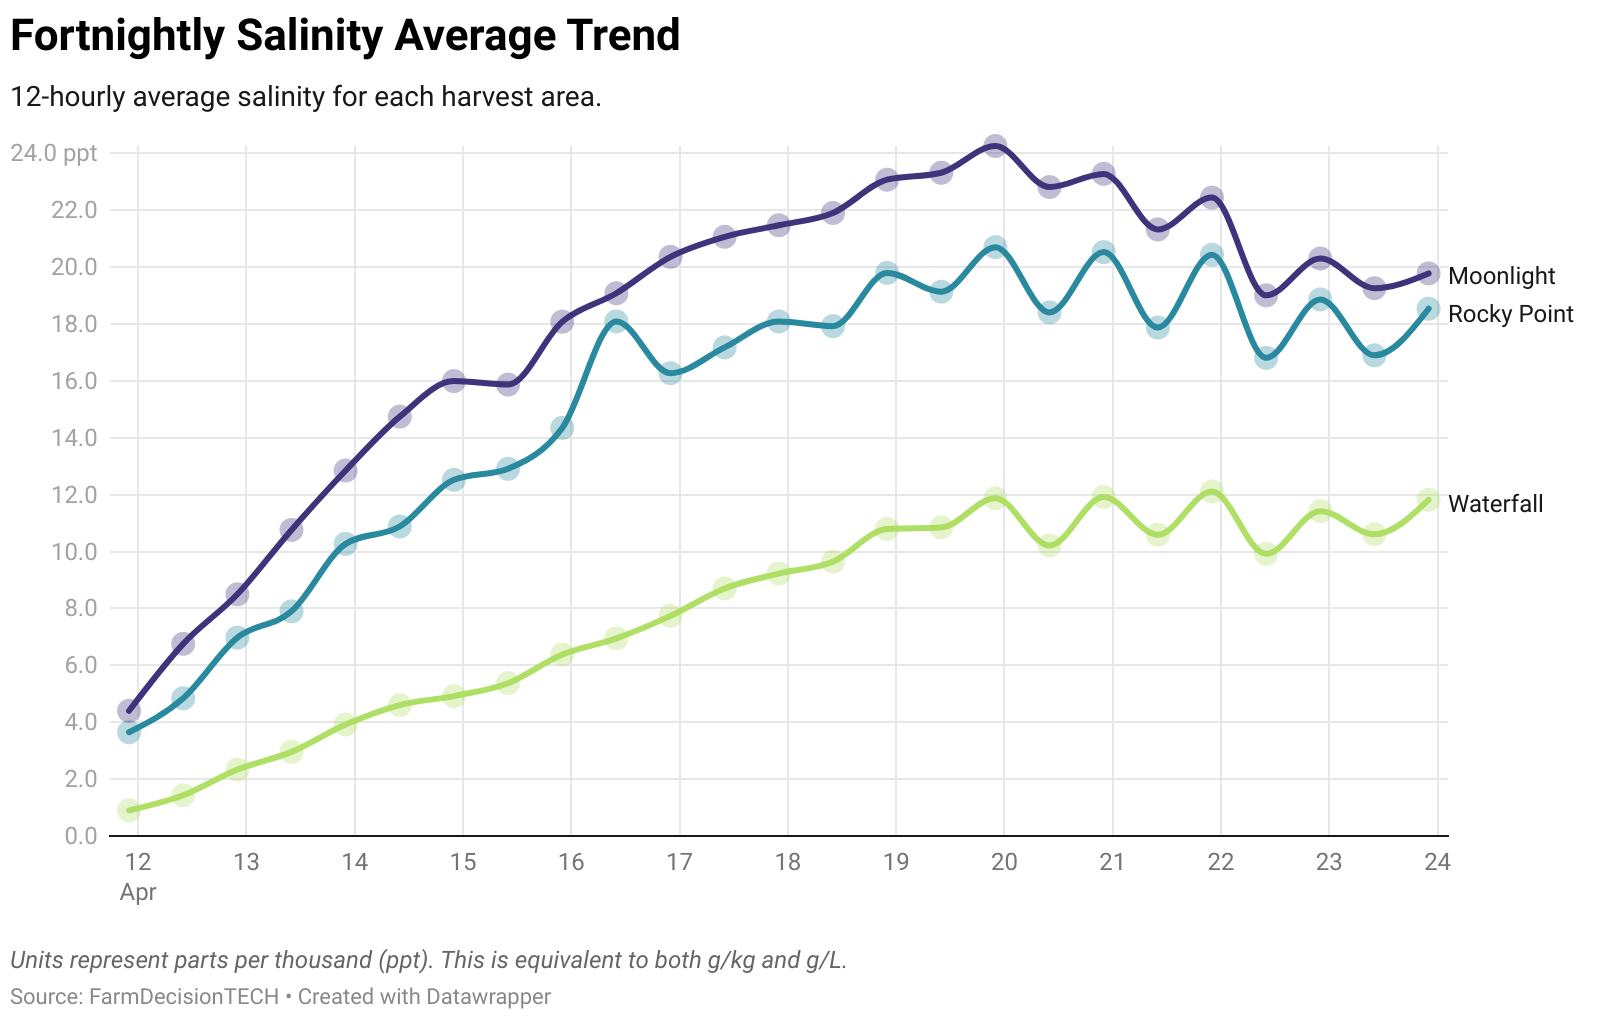 Fortnightly Salinity Average Trend
12-hourly average salinity for each harvest area.
24.0 ppt
22.0
20.0
18.0
16.0
14.0
12.0
10.0
8.0
6.0
4.0
2.0
0.0
Moonlight
Rocky Point
Waterfall
12 13 14 15 16 17 18 19 20 21 22 23 24
Apr
Units represent parts per thousand (ppt). This is equivalent to both g/kg and g/L.
Source: FarmDecisionTECH • Created with Datawrapper